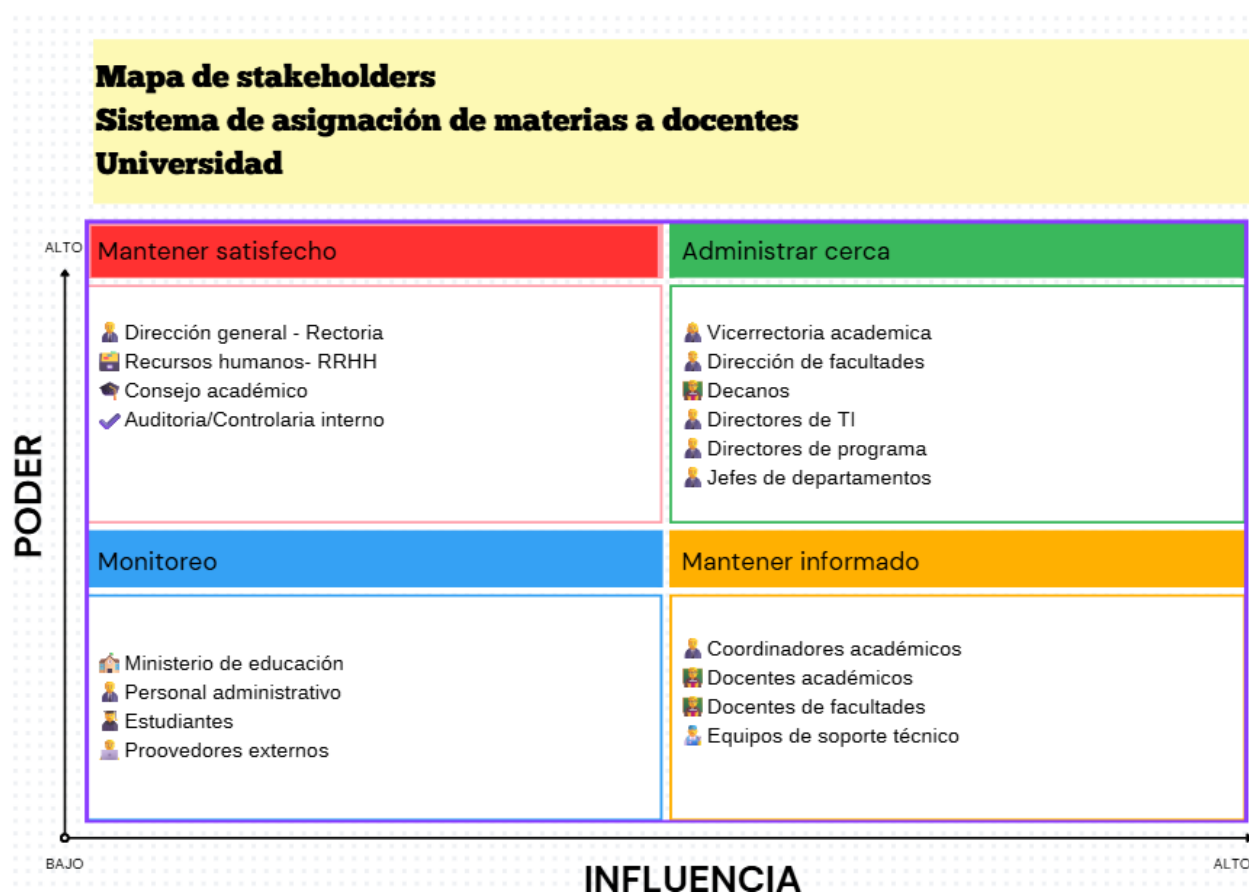 Mapa de stakeholders
Sistema de asignación de materias a docentes
Universidad
ALTO
Mantener satisfecho
Dirección general - Rectoria
Recursos humanos- RRHH
Consejo académico
Auditoria/Controlaria interno
Administrar cerca
Vicerrectoria academica
Dirección de facultades
Decanos
Directores de TI
Directores de programa
Jefes de departamentos
PODER
Monitoreo
Ministerio de educación
Personal administrativo
Estudiantes
Proovedores externos
Mantener informado
Coordinadores académicos
Docentes académicos
Docentes de facultades
Equipos de soporte técnico
BAJO
INFLUENCIA
ALTO